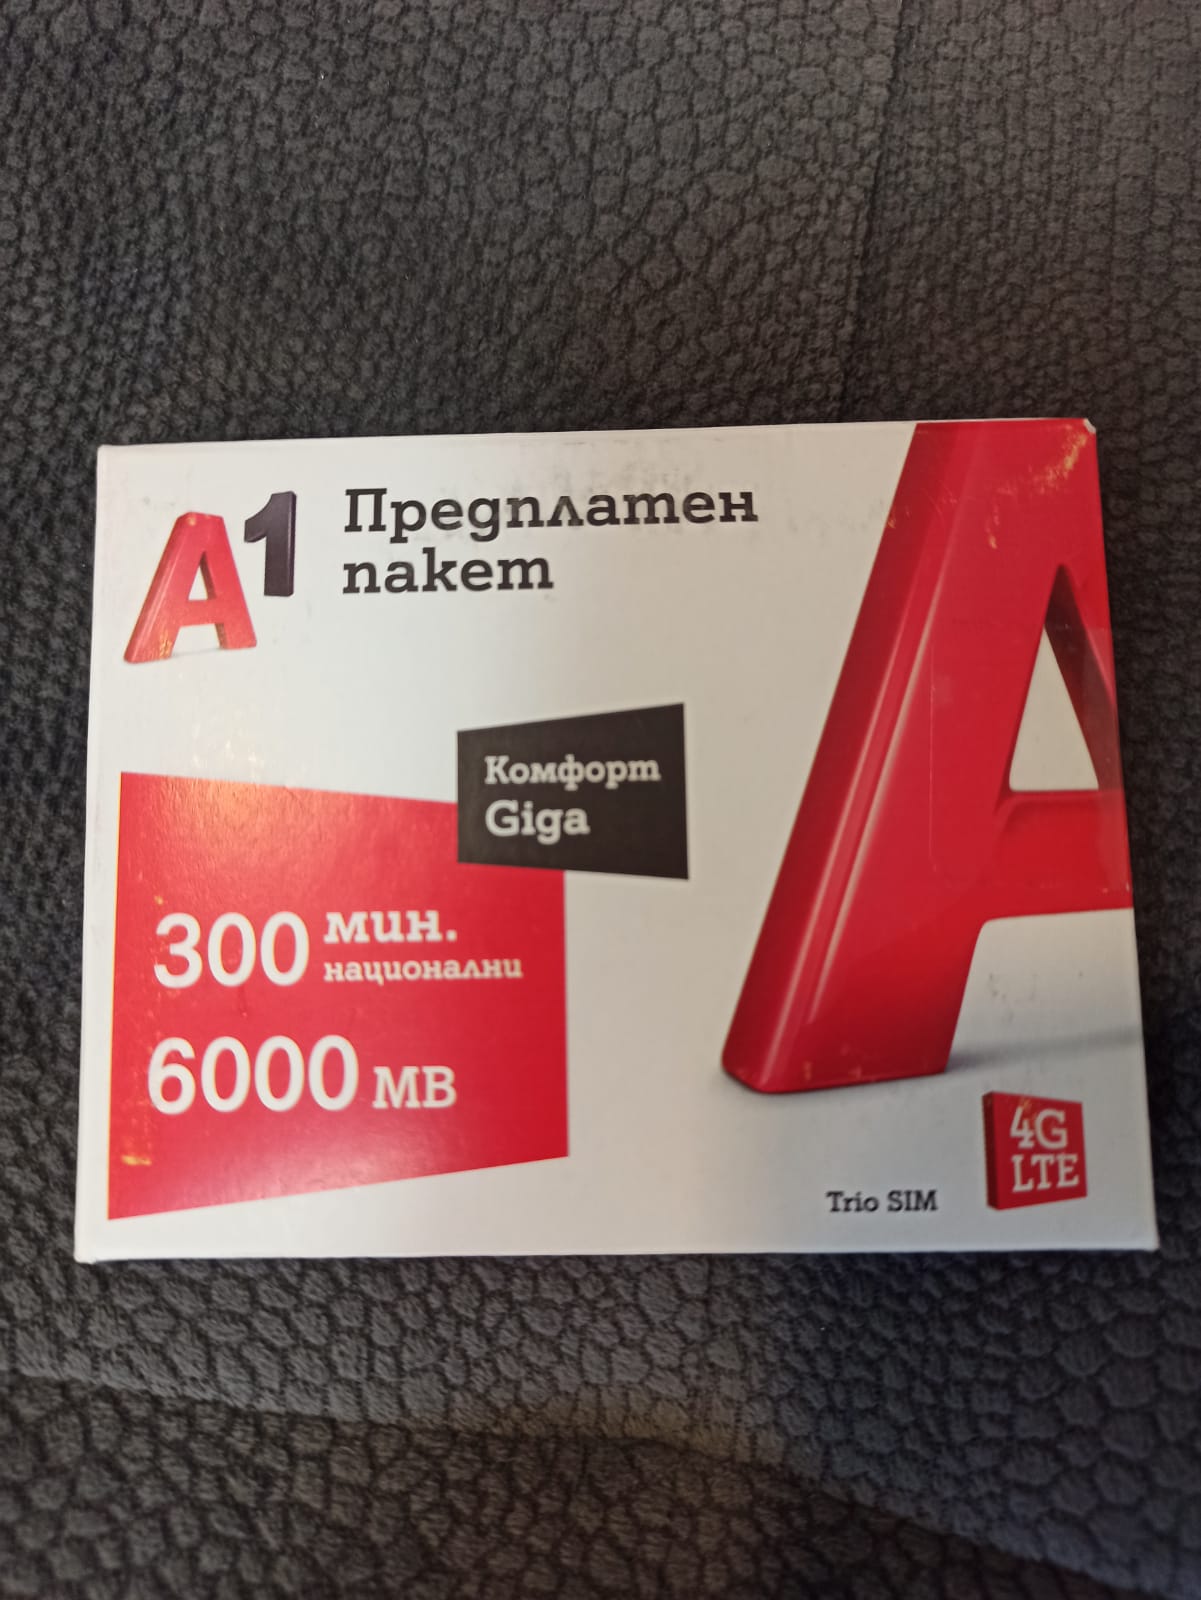 A1
Предплатен
пакет
Комфорт
Giga
300 мин.
национални
6000 MB
Trio SIM
4G
LTE